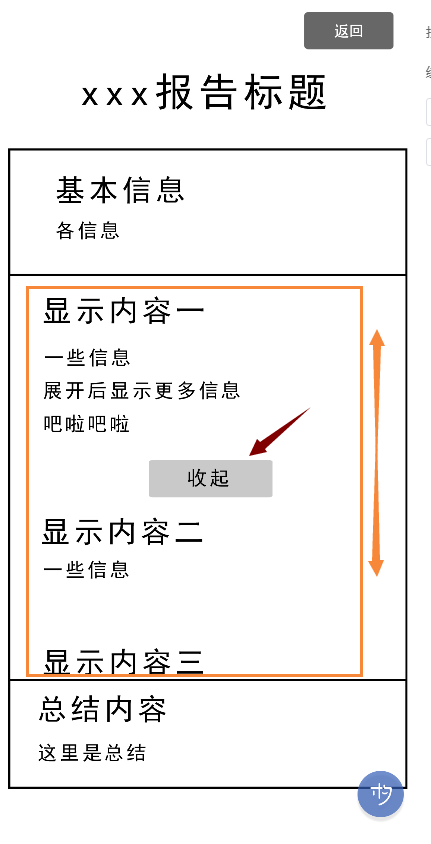 返回
xxx报告标题
基本信息
各信息
显示内容一
一些信息
展开后显示更多信息
吧啦吧啦
收起
显示内容二
一些信息
显示内容三
总结内容
这里是总结